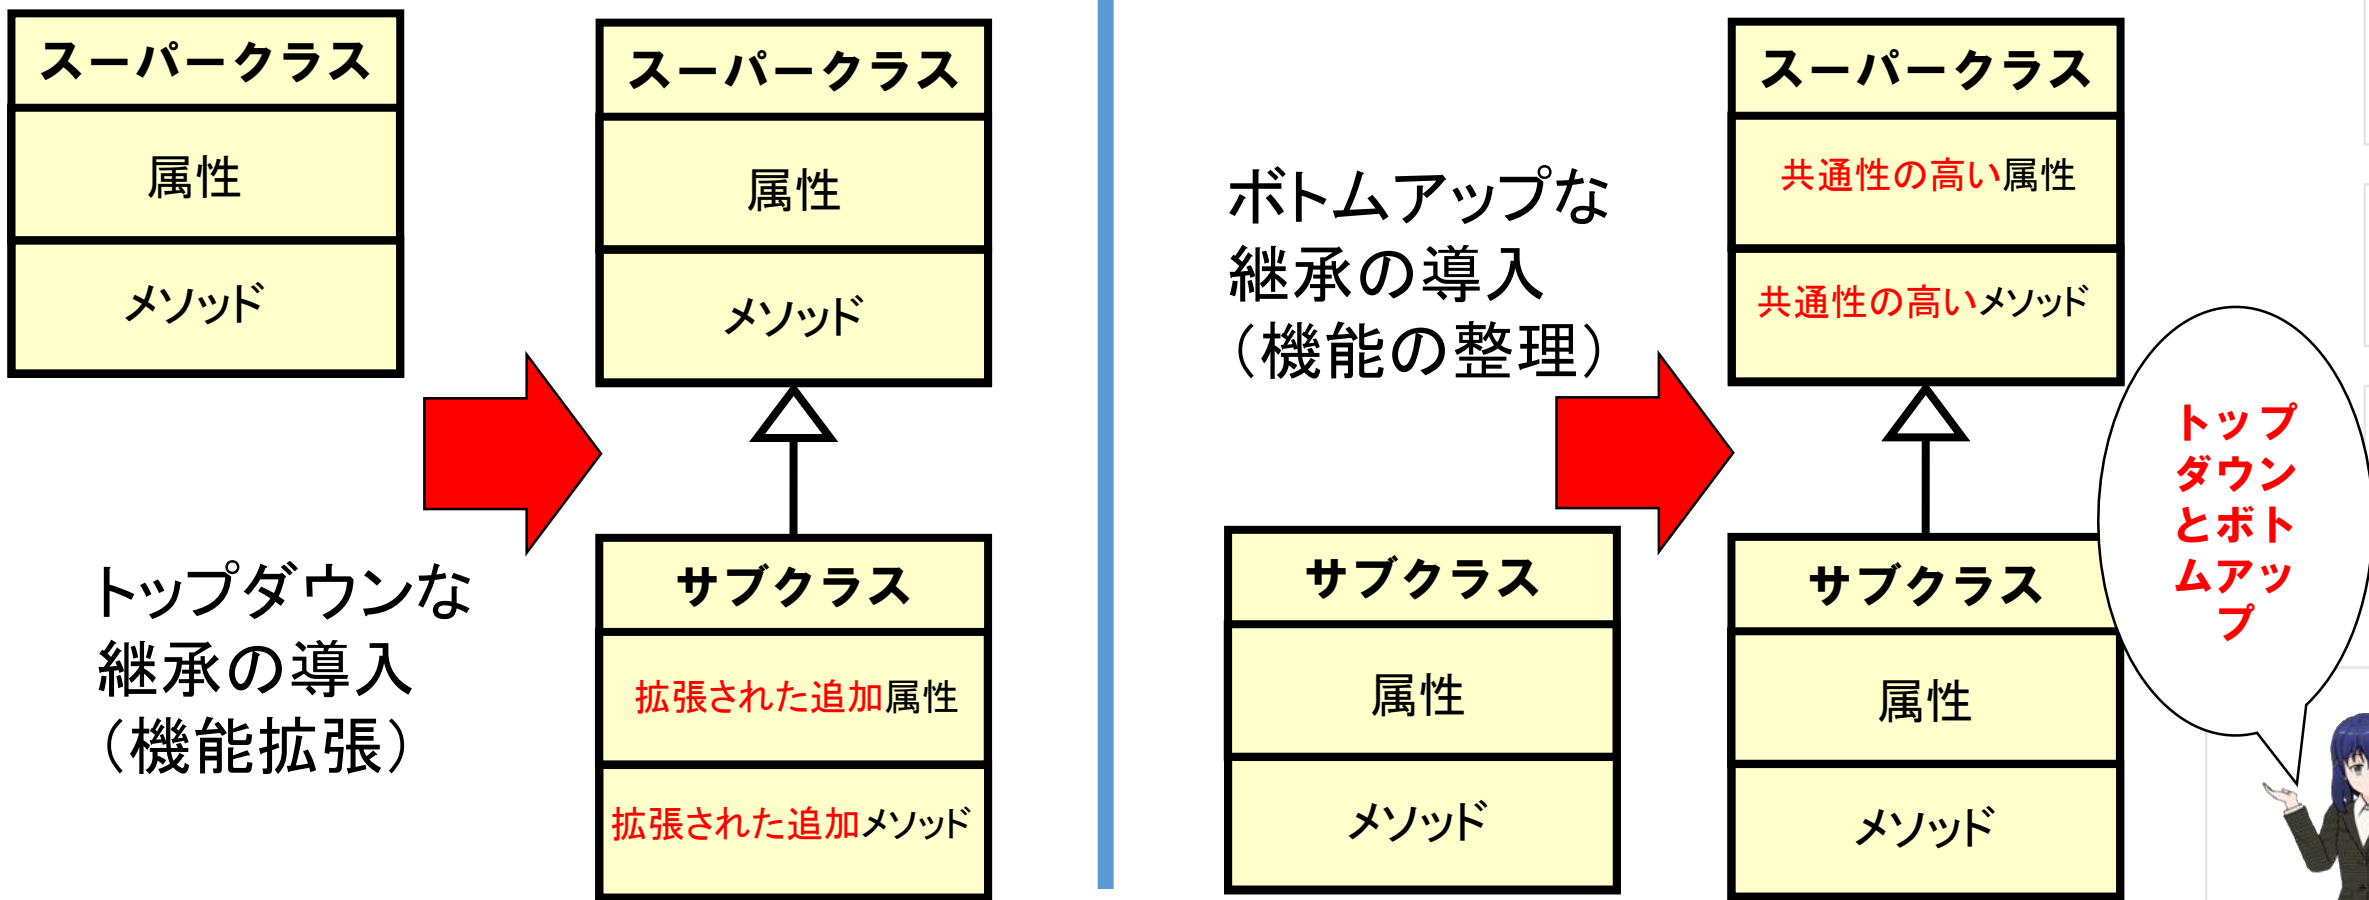 スーパークラス
属性
メソッド
トップダウンな
継承の導入
（機能拡張）
スーパークラス
属性
メソッド
サブクラス
拡張された追加属性
拡張された追加メソッド
ボトムアップな
継承の導入
（機能の整理）
サブクラス
属性
メソッド
スーパークラス
共通性の高い属性
共通性の高いメソッド
サブクラス
属性
メソッド
トップ
ダウン
とボト
ムアッ
プ